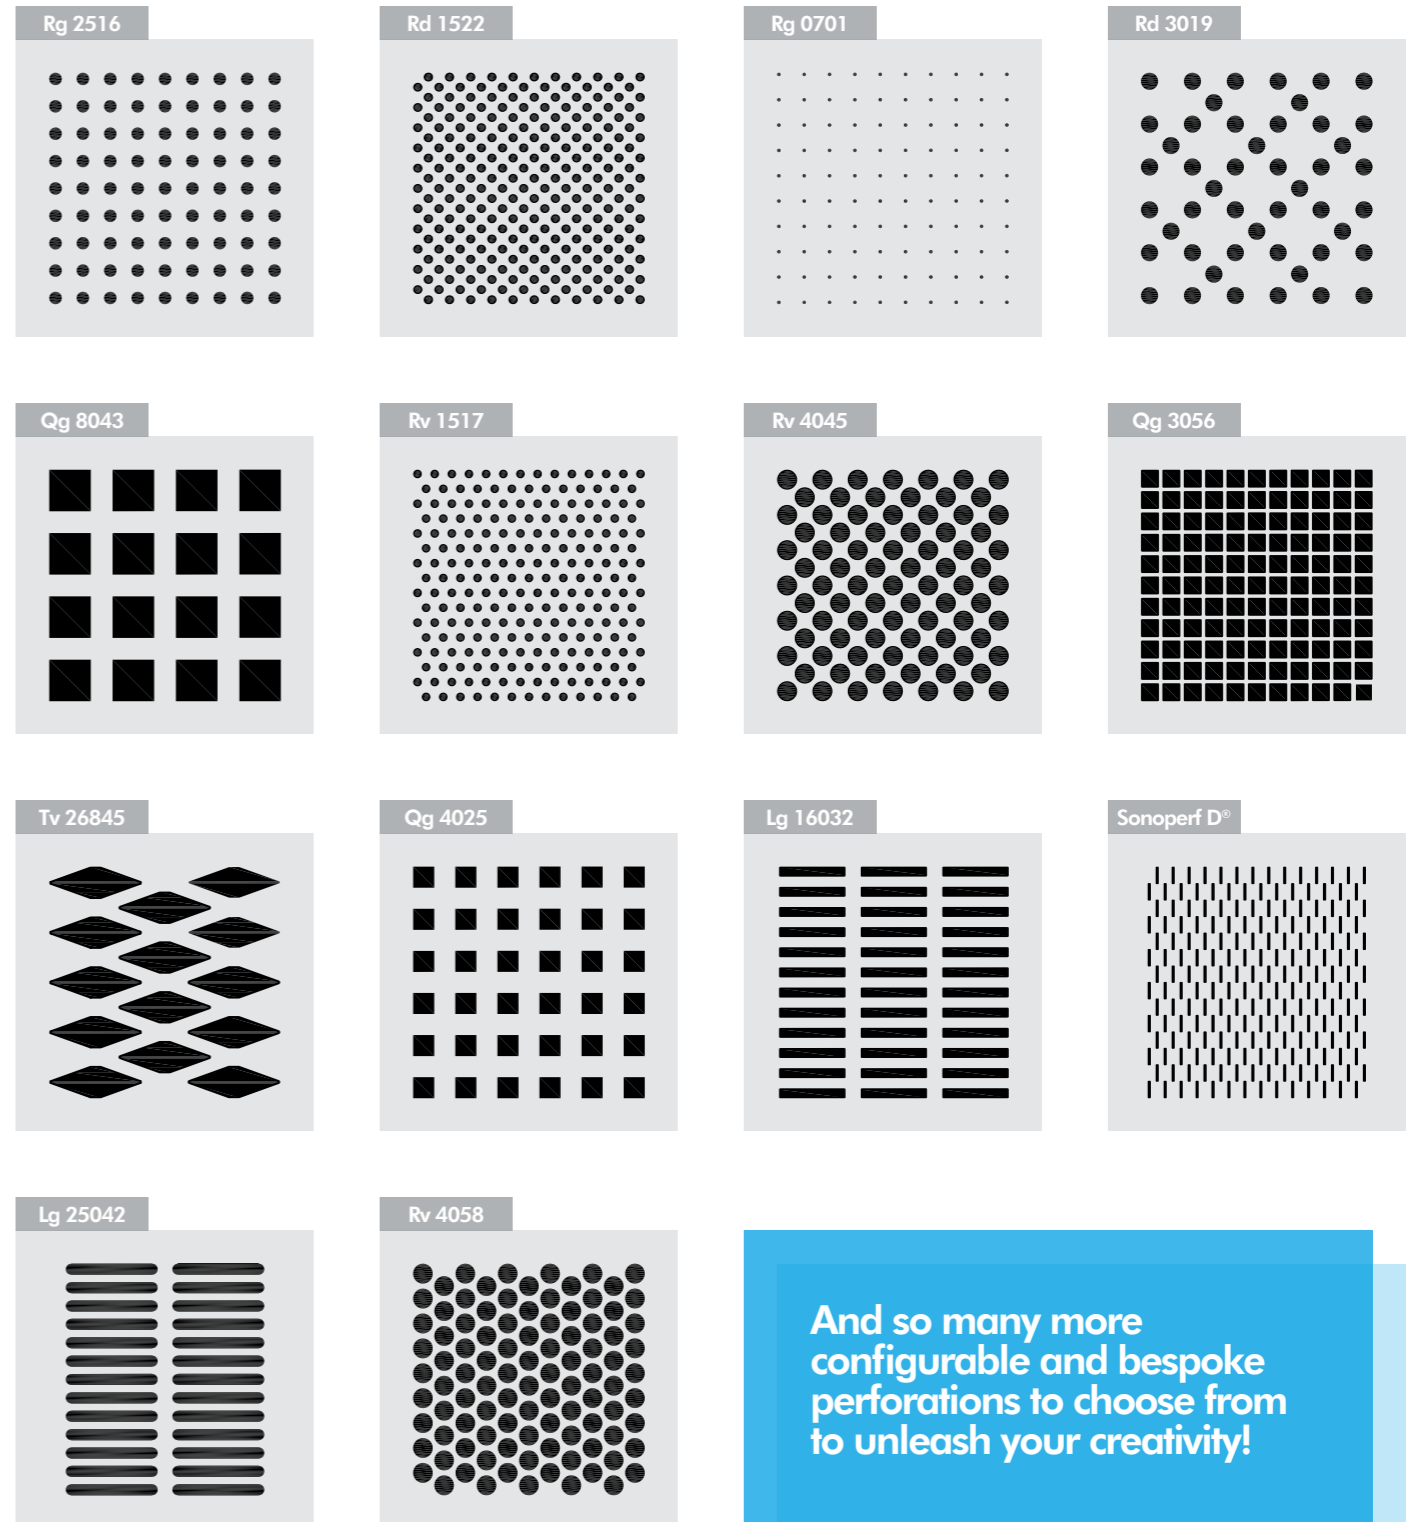 Rg 2516
Rd 1522
Rg 0701
Rd 3019
Qg 8043
Rv 1517
Rv 4045
Qg 3056
Tv 26845
Qg 4025
Lg 16032
Sonoperf D®
Lg 25042
Rv 4058
And so many more
configurable and bespoke
perforations to choose from
to unleash your creativity!